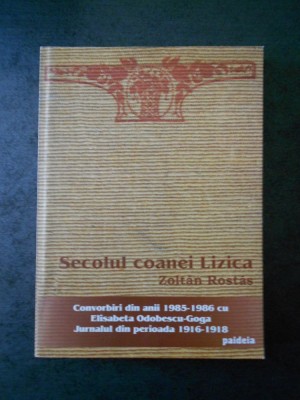 Secolul coanei Lizica
Zoltán Rostás
Convorbiri din anii 1985-1986 cu
Elisabeta Odobescu-Goga
Jurnalul din perioada 1916-1918
paideia